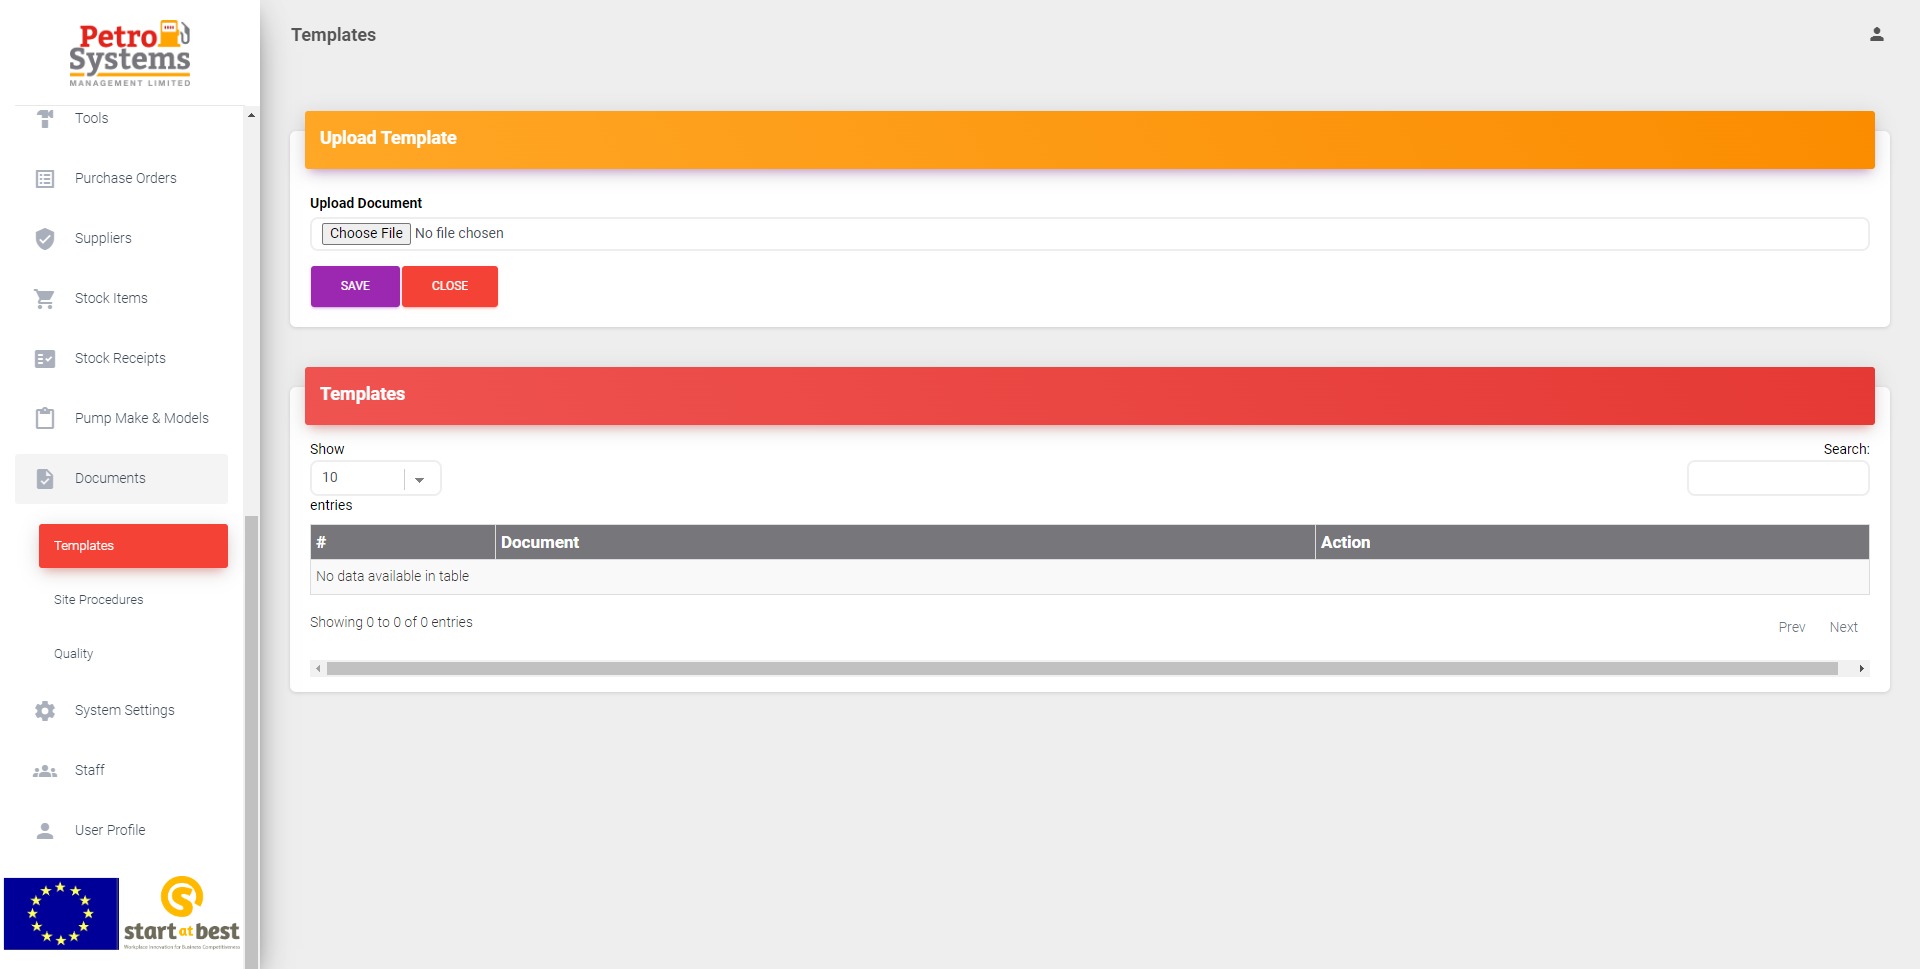 Petro
Systems
MANAGEMENT LIMITED
Templates
Tools
Purchase Orders
Suppliers
Stock Items
Stock Receipts
Pump Make & Models
Documents
Templates
Site Procedures
Quality
System Settings
Staff
User Profile
start at best
Workplace Innovation for Business Competitiveness
Upload Template
Upload Document
Choose File No file chosen
SAVE CLOSE
Templates
Show
10
entries
Search:
# Document Action
No data available in table
Showing 0 to 0 of 0 entries
Prev Next